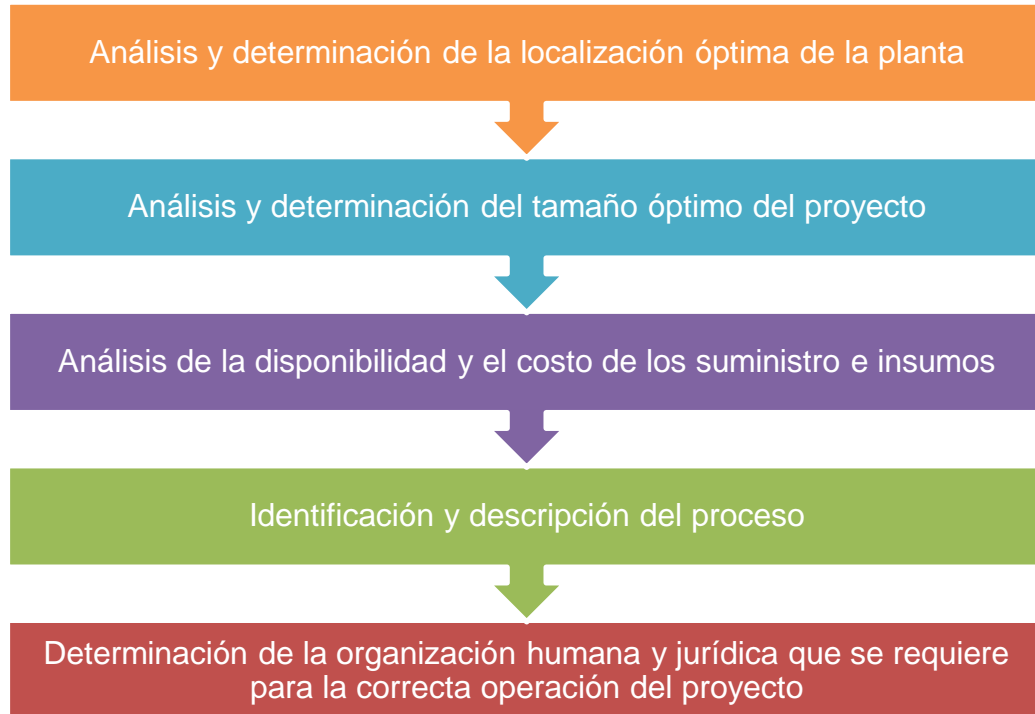 Análisis y determinación de la localización óptima de la planta
Análisis y determinación del tamaño óptimo del proyecto
Análisis de la disponibilidad y el costo de los suministro e insumos
Identificación y descripción del proceso
Determinación de la organización humana y jurídica que se requiere
para la correcta operación del proyecto